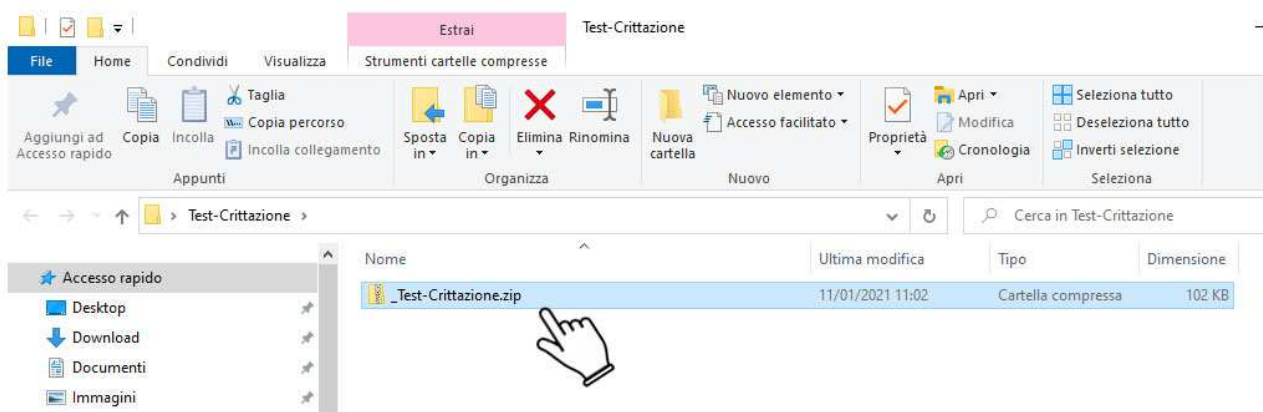 Estrai
Test-Crittazione
File
Home
Condividi
Visualizza
Strumenti cartelle compresse
Aggiungi ad
Accesso rapido
Copia
Incolla
Taglia
Copia percorso
Incolla collegamento
Appunti
Sposta
in
Copia
in
Elimina
Rinomina
Organizza
Nuova
cartella
Nuovo elemento
Accesso facilitato
Nuovo
Proprietà
Apri
Modifica
Cronologia
Apri
Seleziona tutto
Deseleziona tutto
Inverti selezione
Seleziona
Test-Crittazione
Cerca in Test-Crittazione
Accesso rapido
Desktop
Download
Documenti
Immagini
Nome
Ultima modifica
Tipo
Dimensione
_Test-Crittazione.zip
11/01/2021 11:02
Cartella compressa
102 KB